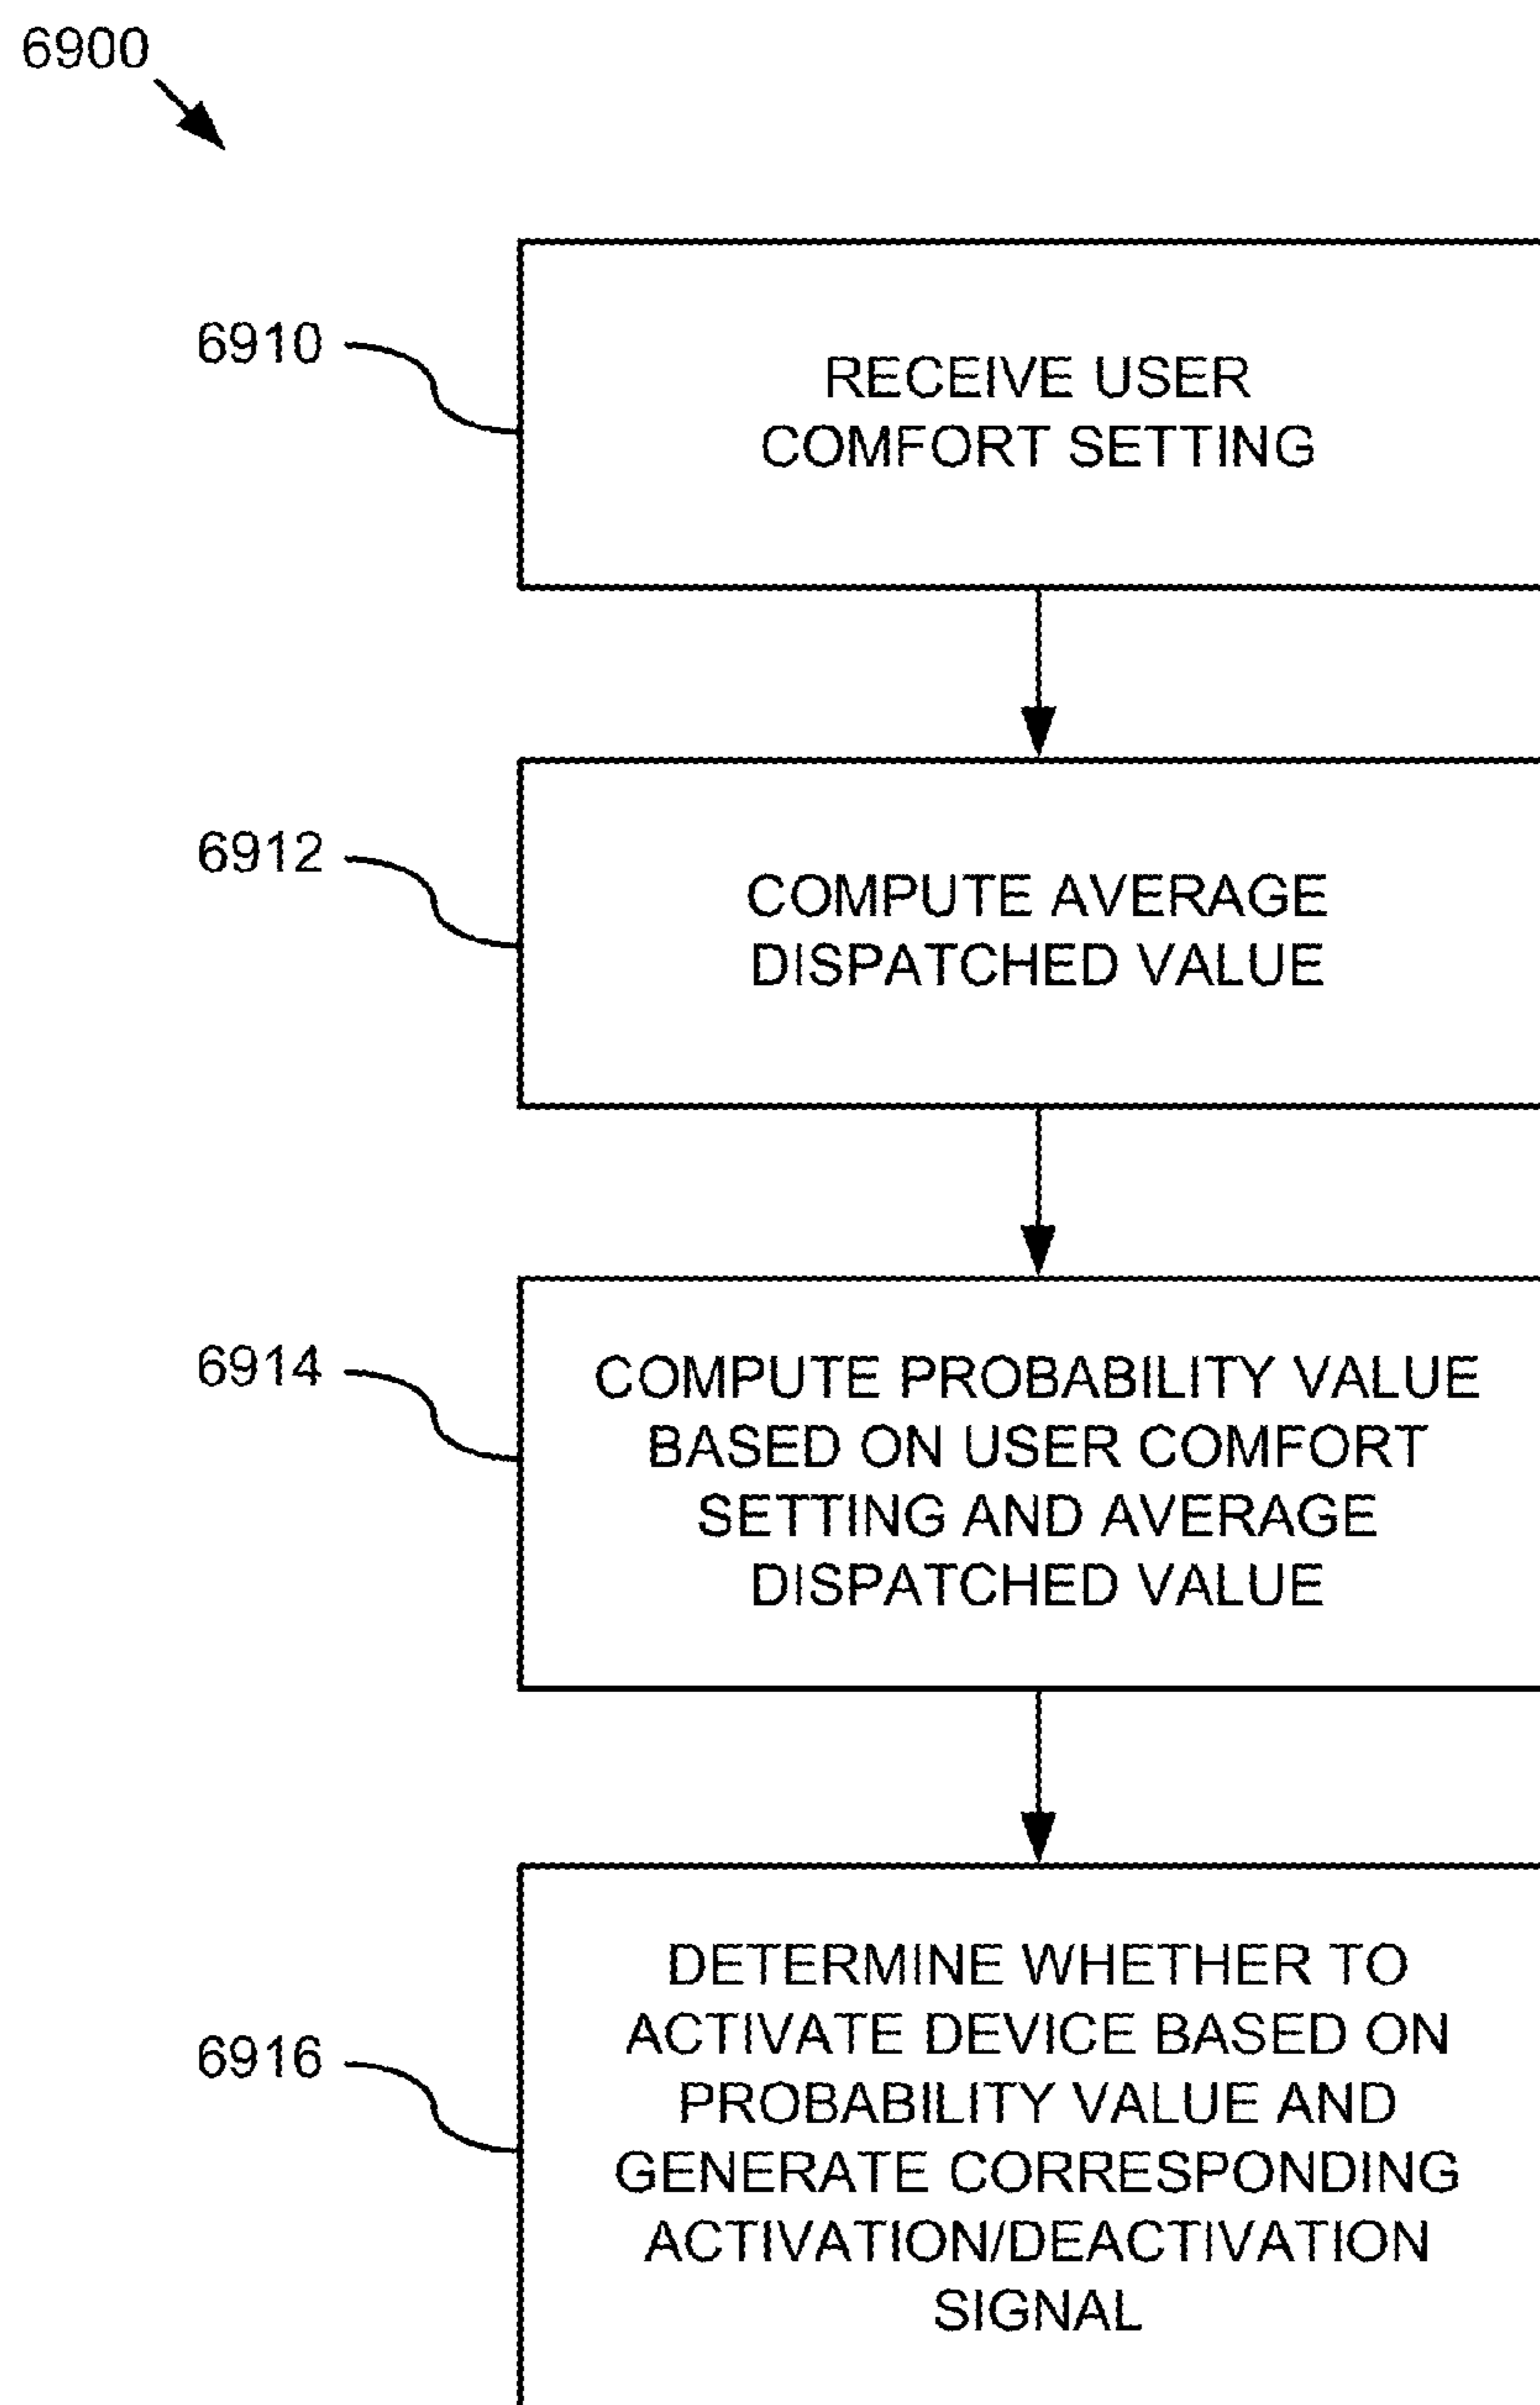 6900
6910
RECEIVE USER
COMFORT SETTING
6912
COMPUTE AVERAGE
DISPATCHED VALUE
6914
COMPUTE PROBABILITY VALUE
BASED ON USER COMFORT
SETTING AND AVERAGE
DISPATCHED VALUE
6916
DETERMINE WHETHER TO
ACTIVATE DEVICE BASED ON
PROBABILITY VALUE AND
GENERATE CORRESPONDING
ACTIVATION/DEACTIVATION
SIGNAL